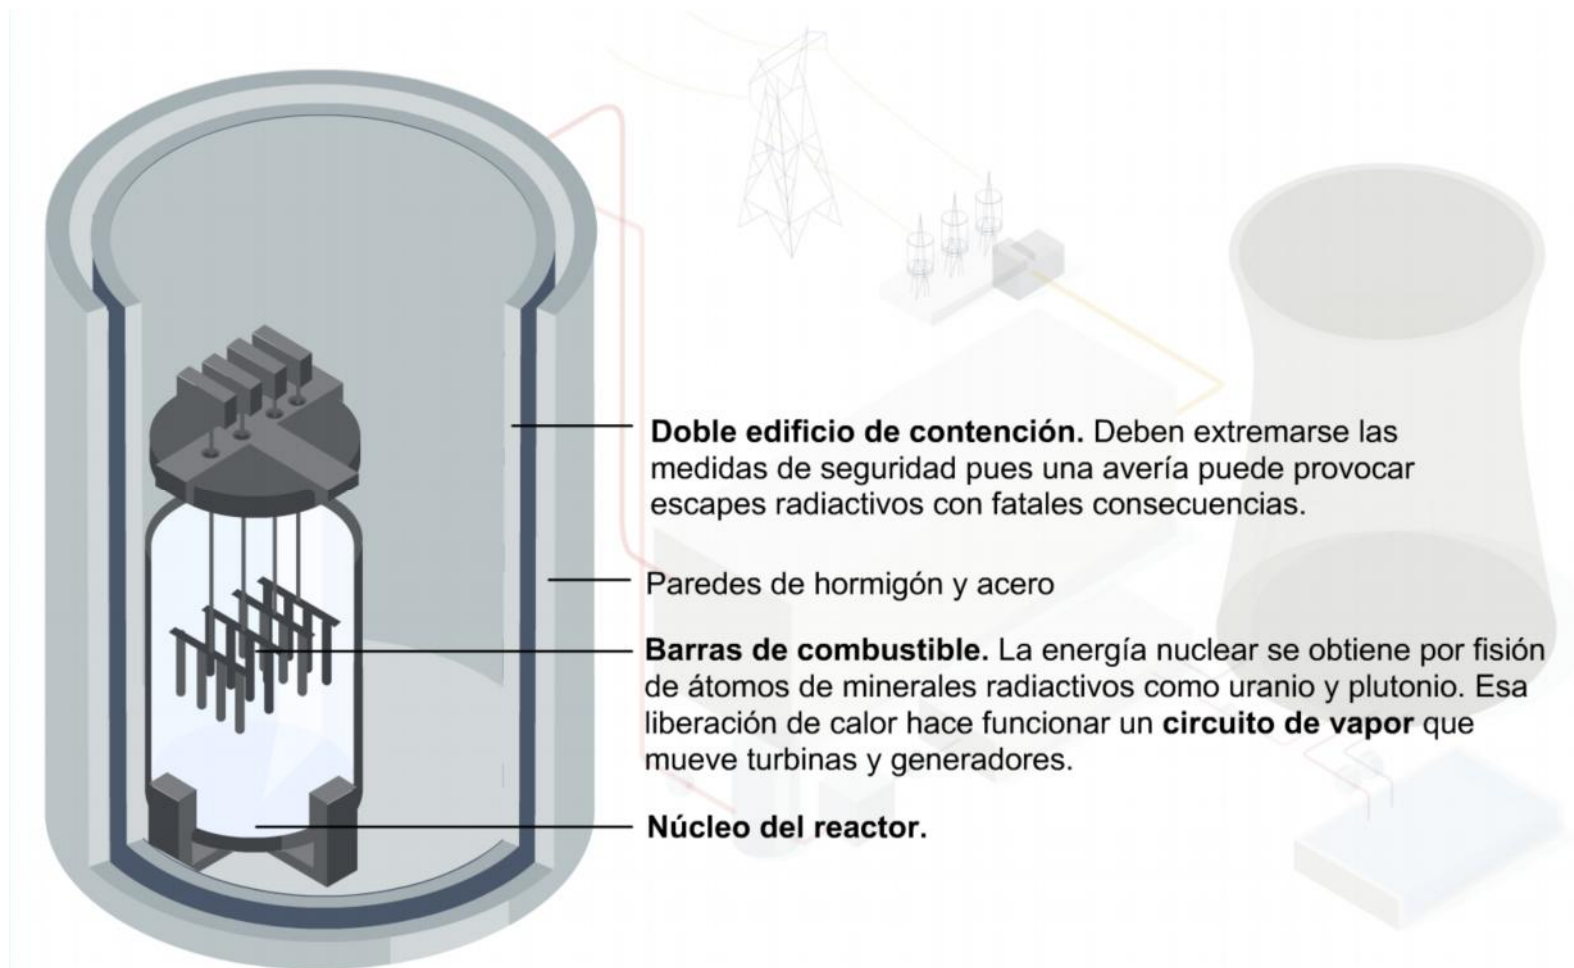 Doble edificio de contención. Deben extremarse las
medidas de seguridad pues una avería puede provocar
escapes radiactivos con fatales consecuencias.
Paredes de hormigón y acero
Barras de combustible. La energía nuclear se obtiene por fisión
de átomos de minerales radiactivos como uranio y plutonio. Esa
liberación de calor hace funcionar un circuito de vapor que
mueve turbinas y generadores.
Núcleo del reactor.